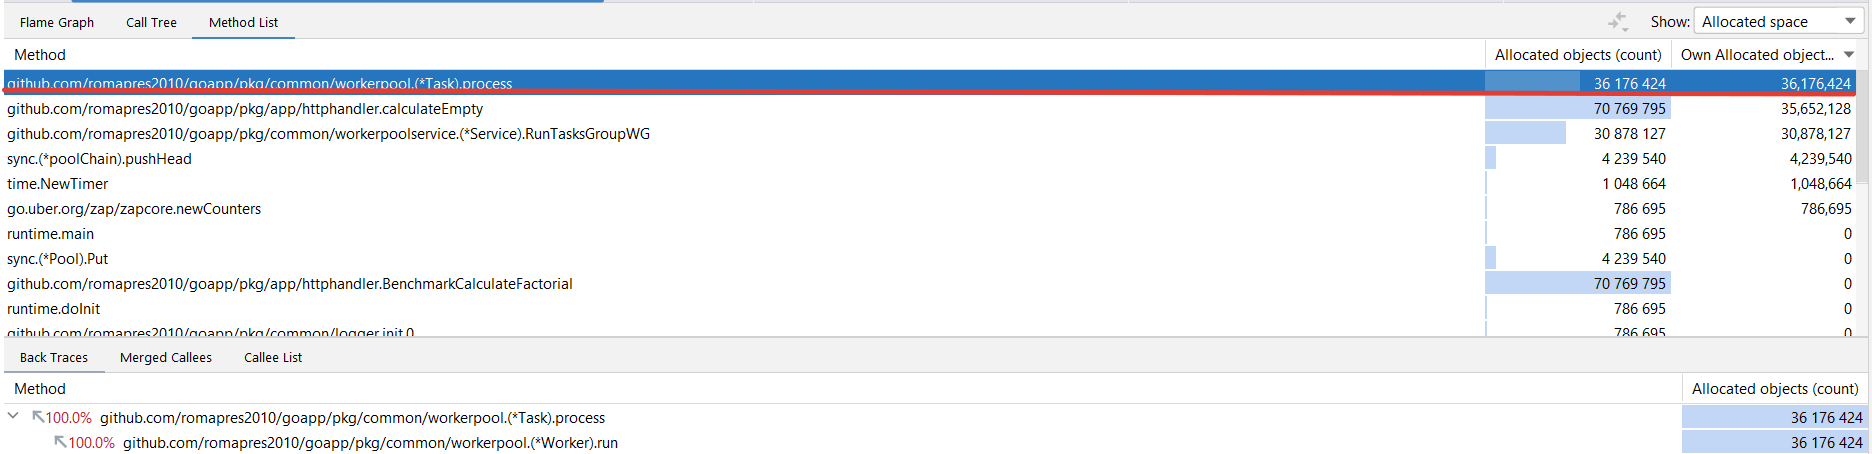 Flame Graph Call Tree Method List Show: Allocated space
Method Allocated objects (count) Own Allocated object...
github.com/romapres2010/goapp/pkg/common/workerpool.(*Task).process 36 176 424 36,176,424
github.com/romapres2010/goapp/pkg/app/httphandler.calculateEmpty 70 769 795 35,652,128
github.com/romapres2010/goapp/pkg/common/workerpoolservice.(*Service).RunTasksGroupWG 30 878 127 30,878,127
sync.(*poolChain).pushHead 4 239 540 4,239,540
time.NewTimer 1 048 664 1,048,664
go.uber.org/zap/zapcore.newCounters 786 695 786,695
runtime.main 786 695 0
sync.(*Pool).Put 4 239 540 0
github.com/romapres2010/goapp/pkg/app/httphandler.BenchmarkCalculateFactorial 70 769 795 0
runtime.doInit 786 695 0
github.com/romapres2010/goapp/pkg/common/logger.init.0 786 695 0
Back Traces Merged Callees Callee List
Method Allocated objects (count)
100.0% github.com/romapres2010/goapp/pkg/common/workerpool.(*Task).process 36 176 424
100.0% github.com/romapres2010/goapp/pkg/common/workerpool.(*Worker).run 36 176 424